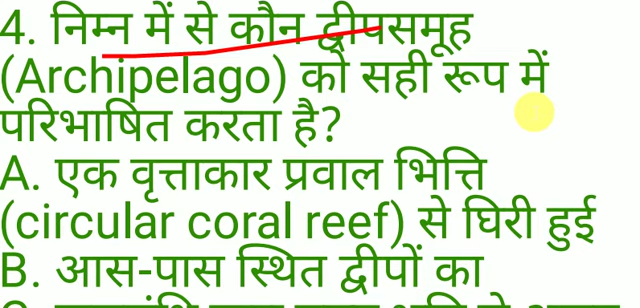 4. निम्न में से कौन द्वीपसमूह
(Archipelago) को सही रूप में
परिभाषित करता है?
A. एक वृत्ताकार प्रवाल भित्ति
(circular coral reef) से घिरी हुई
B. आस-पास स्थित द्वीपों का